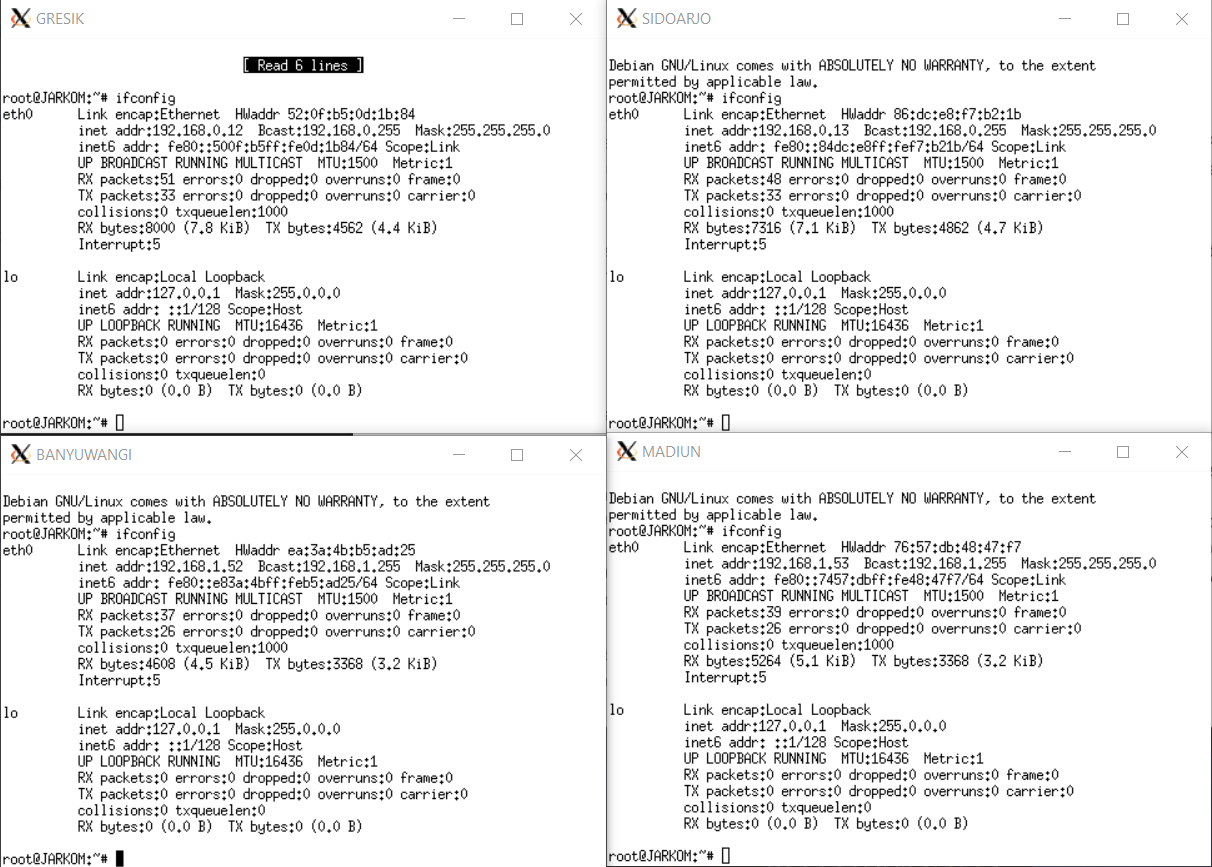 GRESIK
[ Read 6 lines ]
root@JARKOM:~# ifconfig
eth0 Link encap:Ethernet HWaddr 52:0f:b5:0d:1b:84
inet addr:192.168.0.12 Bcast:192.168.0.255 Mask:255.255.255.0
inet6 addr: fe80::500f:b5ff:fe0d:1b84/64 Scope:Link
UP BROADCAST RUNNING MULTICAST MTU:1500 Metric:1
RX packets:51 errors:0 dropped:0 overruns:0 frame:0
TX packets:33 errors:0 dropped:0 overruns:0 carrier:0
collisions:0 txqueuelen:1000
RX bytes:8000 (7.8 KiB) TX bytes:4562 (4.4 KiB)
Interrupt:5
lo Link encap:Local Loopback
inet addr:127.0.0.1 Mask:255.0.0.0
inet6 addr: ::1/128 Scope:Host
UP LOOPBACK RUNNING MTU:16436 Metric:1
RX packets:0 errors:0 dropped:0 overruns:0 frame:0
TX packets:0 errors:0 dropped:0 overruns:0 carrier:0
collisions:0 txqueuelen:0
RX bytes:0 (0.0 B) TX bytes:0 (0.0 B)
root@JARKOM:~#
SIDOARJO
Debian GNU/Linux comes with ABSOLUTELY NO WARRANTY, to the extent
permitted by applicable law.
root@JARKOM:~# ifconfig
eth0 Link encap:Ethernet HWaddr 86:dc:e8:f7:b2:1b
inet addr:192.168.0.13 Bcast:192.168.0.255 Mask:255.255.255.0
inet6 addr: fe80::84dc:e8ff:fef7:b21b/64 Scope:Link
UP BROADCAST RUNNING MULTICAST MTU:1500 Metric:1
RX packets:48 errors:0 dropped:0 overruns:0 frame:0
TX packets:33 errors:0 dropped:0 overruns:0 carrier:0
collisions:0 txqueuelen:1000
RX bytes:7316 (7.1 KiB) TX bytes:4862 (4.7 KiB)
Interrupt:5
lo Link encap:Local Loopback
inet addr:127.0.0.1 Mask:255.0.0.0
inet6 addr: ::1/128 Scope:Host
UP LOOPBACK RUNNING MTU:16436 Metric:1
RX packets:0 errors:0 dropped:0 overruns:0 frame:0
TX packets:0 errors:0 dropped:0 overruns:0 carrier:0
collisions:0 txqueuelen:0
RX bytes:0 (0.0 B) TX bytes:0 (0.0 B)
root@JARKOM:~#
BANYUWANGI
Debian GNU/Linux comes with ABSOLUTELY NO WARRANTY, to the extent
permitted by applicable law.
root@JARKOM:~# ifconfig
eth0 Link encap:Ethernet HWaddr ea:3a:4b:b5:ad:25
inet addr:192.168.1.52 Bcast:192.168.1.255 Mask:255.255.255.0
inet6 addr: fe80::e83a:4bff:feb5:ad25/64 Scope:Link
UP BROADCAST RUNNING MULTICAST MTU:1500 Metric:1
RX packets:37 errors:0 dropped:0 overruns:0 frame:0
TX packets:26 errors:0 dropped:0 overruns:0 carrier:0
collisions:0 txqueuelen:1000
RX bytes:4608 (4.5 KiB) TX bytes:3368 (3.2 KiB)
Interrupt:5
lo Link encap:Local Loopback
inet addr:127.0.0.1 Mask:255.0.0.0
inet6 addr: ::1/128 Scope:Host
UP LOOPBACK RUNNING MTU:16436 Metric:1
RX packets:0 errors:0 dropped:0 overruns:0 frame:0
TX packets:0 errors:0 dropped:0 overruns:0 carrier:0
collisions:0 txqueuelen:0
RX bytes:0 (0.0 B) TX bytes:0 (0.0 B)
root@JARKOM:~#
MADIUN
Debian GNU/Linux comes with ABSOLUTELY NO WARRANTY, to the extent
permitted by applicable law.
root@JARKOM:~# ifconfig
eth0 Link encap:Ethernet HWaddr 76:57:db:48:47:f7
inet addr:192.168.1.53 Bcast:192.168.1.255 Mask:255.255.255.0
inet6 addr: fe80::7457:dbff:fe48:47f7/64 Scope:Link
UP BROADCAST RUNNING MULTICAST MTU:1500 Metric:1
RX packets:39 errors:0 dropped:0 overruns:0 frame:0
TX packets:26 errors:0 dropped:0 overruns:0 carrier:0
collisions:0 txqueuelen:1000
RX bytes:5264 (5.1 KiB) TX bytes:3368 (3.2 KiB)
Interrupt:5
lo Link encap:Local Loopback
inet addr:127.0.0.1 Mask:255.0.0.0
inet6 addr: ::1/128 Scope:Host
UP LOOPBACK RUNNING MTU:16436 Metric:1
RX packets:0 errors:0 dropped:0 overruns:0 frame:0
TX packets:0 errors:0 dropped:0 overruns:0 carrier:0
collisions:0 txqueuelen:0
RX bytes:0 (0.0 B) TX bytes:0 (0.0 B)
root@JARKOM:~#